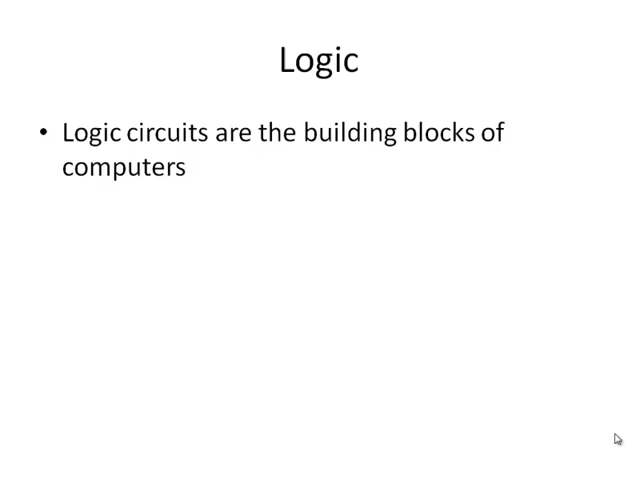 Logic
• Logic circuits are the building blocks of
computers